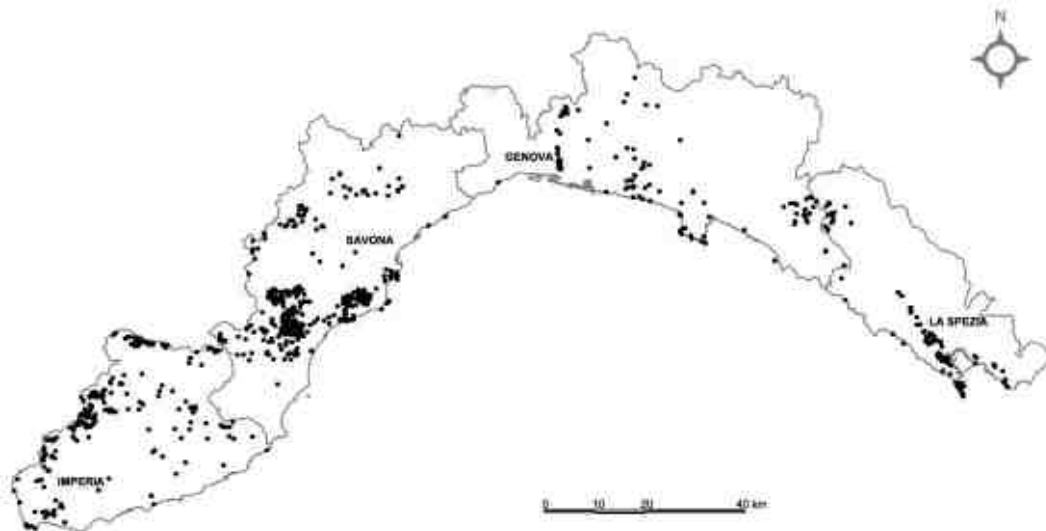 N
GENOVA
SAVONA
LA SPEZIA
IMPERIA
0 10 20 40 km